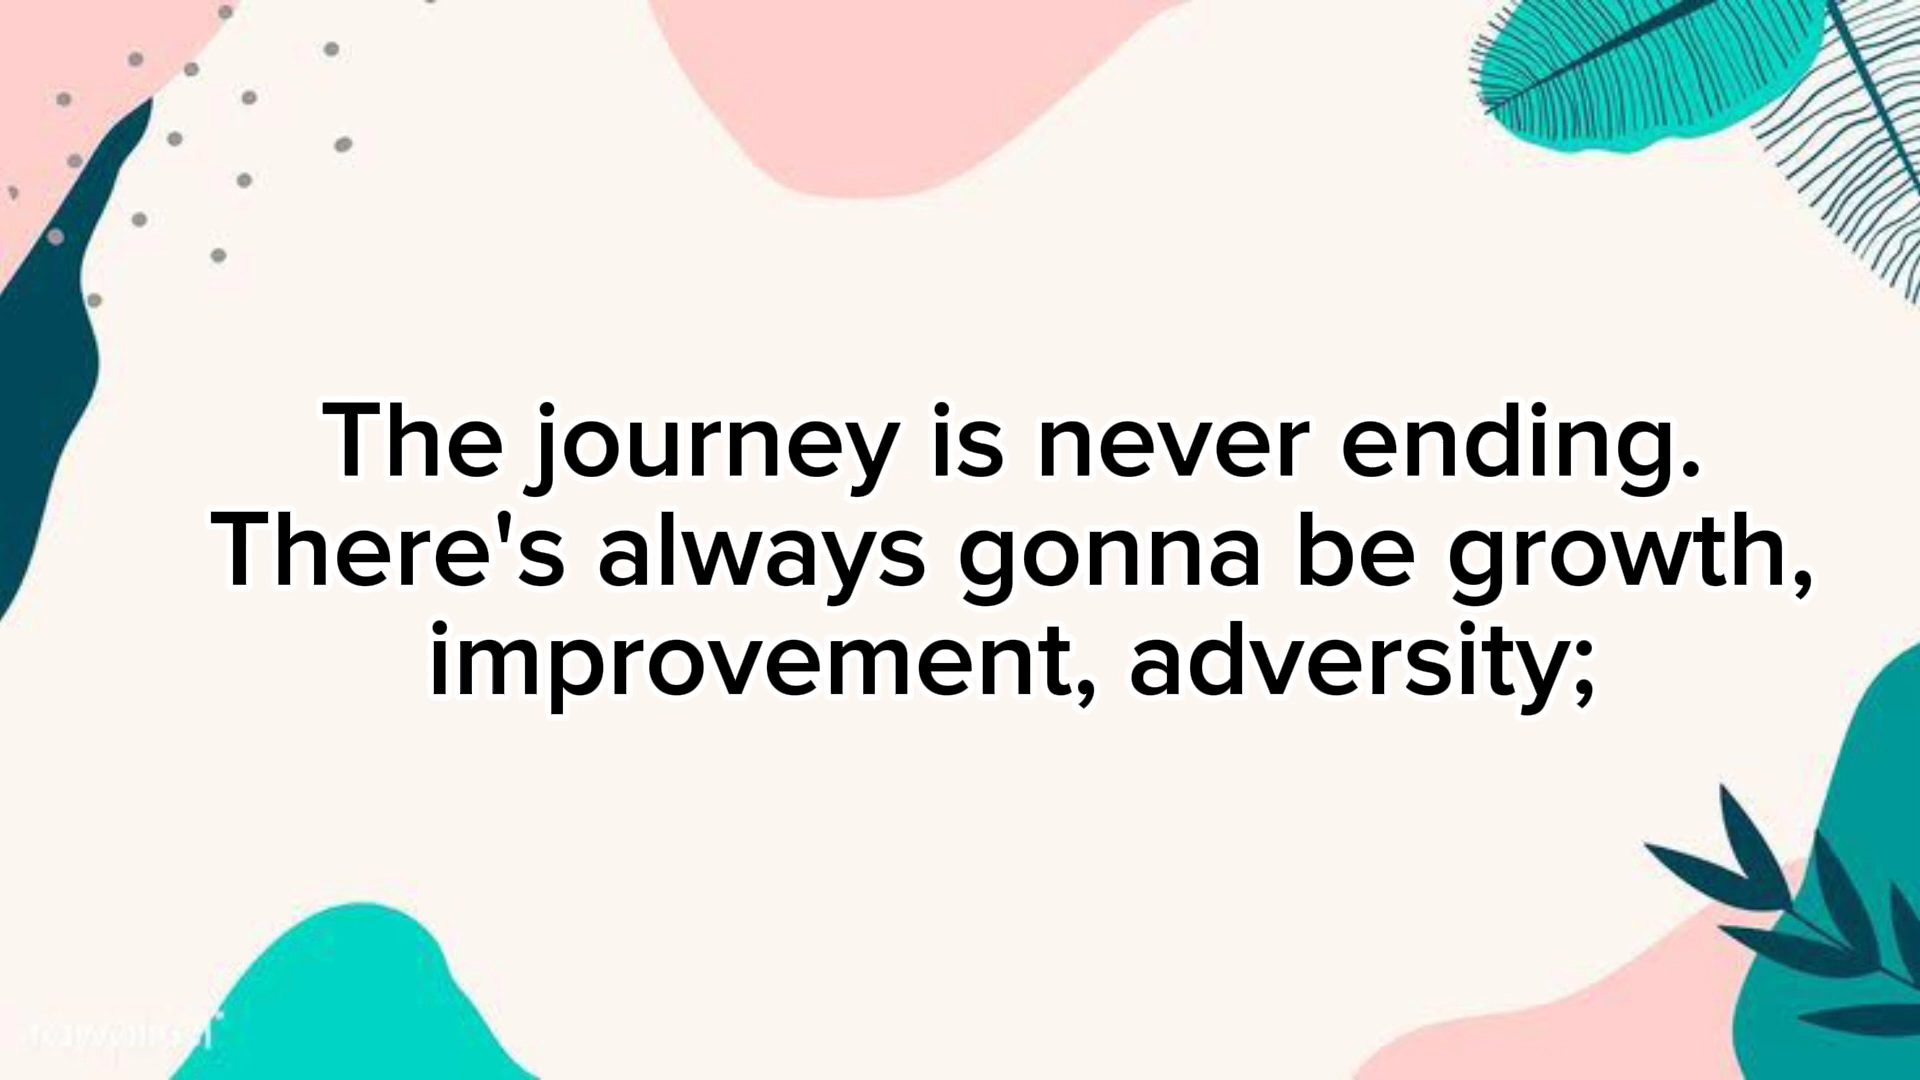 The journey is never ending.
There's always gonna be growth,
improvement, adversity;